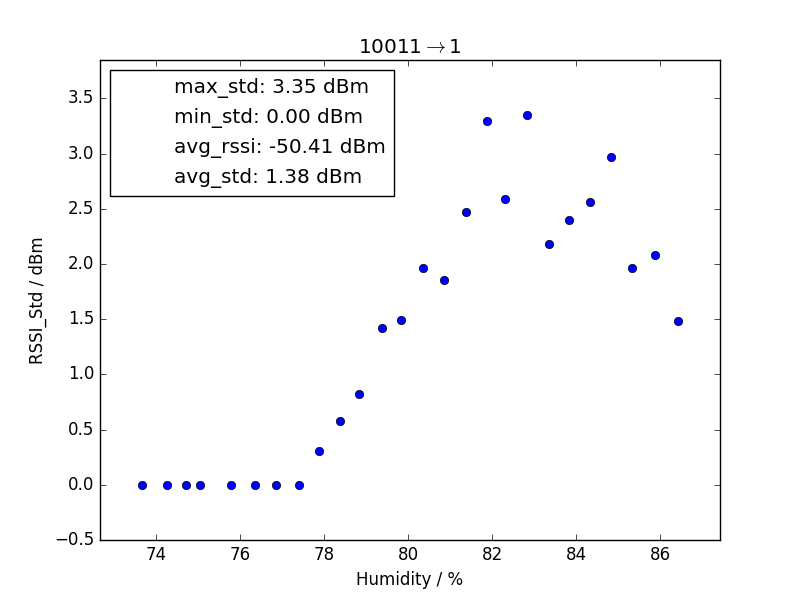 10011→1
max_std: 3.35 dBm
min_std: 0.00 dBm
avg_rssi: -50.41 dBm
avg_std: 1.38 dBm
RSSI_Std / dBm
3.5
3.0
2.5
2.0
1.5
1.0
0.5
0.0
−0.5
74 76 78 80 82 84 86
Humidity / %